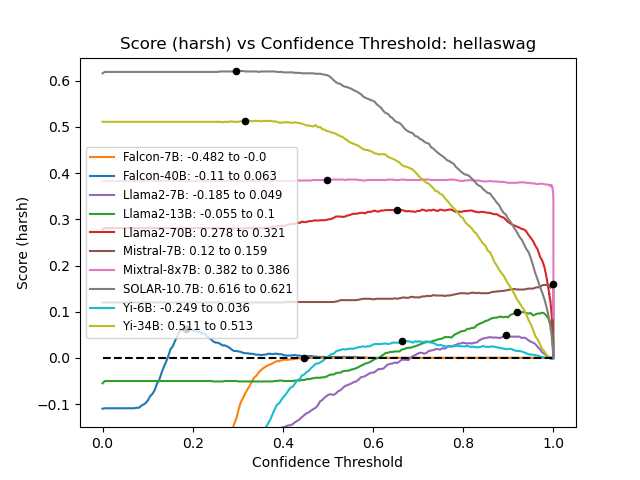 Score (harsh) vs Confidence Threshold: hellaswag
Score (harsh)
0.6
0.5
0.4
0.3
0.2
0.1
0.0
−0.1
Falcon-7B: -0.482 to -0.0
Falcon-40B: -0.11 to 0.063
Llama2-7B: -0.185 to 0.049
Llama2-13B: -0.055 to 0.1
Llama2-70B: 0.278 to 0.321
Mistral-7B: 0.12 to 0.159
Mixtral-8x7B: 0.382 to 0.386
SOLAR-10.7B: 0.616 to 0.621
Yi-6B: -0.249 to 0.036
Yi-34B: 0.511 to 0.513
0.0 0.2 0.4 0.6 0.8 1.0
Confidence Threshold